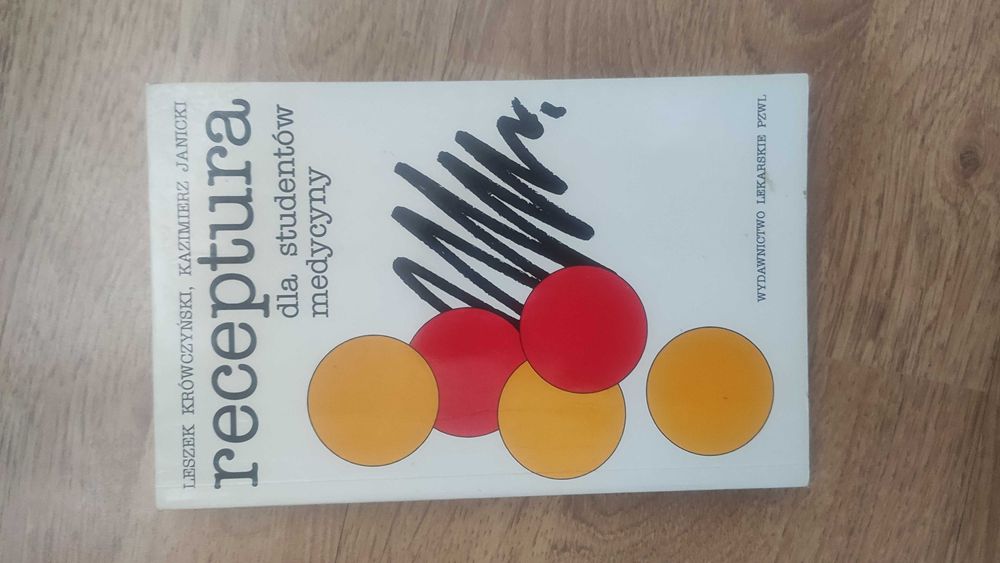 LESZEK KRÓWCZYŃSKI, KAZIMIERZ JANICKI
receptura
dla studentów
medycyny
WYDAWNICTWO LEKARSKIE PZWL